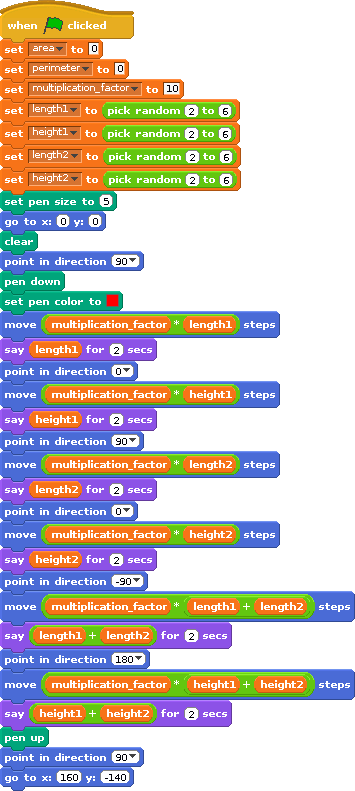 when clicked
set area to 0
set perimeter to 0
set multiplication_factor to 10
set length1 to pick random 2 to 6
set height1 to pick random 2 to 6
set length2 to pick random 2 to 6
set height2 to pick random 2 to 6
set pen size to 5
go to x: 0 y: 0
clear
point in direction 90
pen down
set pen color to
move multiplication_factor * length1 steps
say length1 for 2 secs
point in direction 0
move multiplication_factor * height1 steps
say height1 for 2 secs
point in direction 90
move multiplication_factor * length2 steps
say length2 for 2 secs
point in direction 0
move multiplication_factor * height2 steps
say height2 for 2 secs
point in direction -90
move multiplication_factor * length1 + length2 steps
say length1 + length2 for 2 secs
point in direction 180
move multiplication_factor * height1 + height2 steps
say height1 + height2 for 2 secs
pen up
point in direction 90
go to x: 160 y: -140